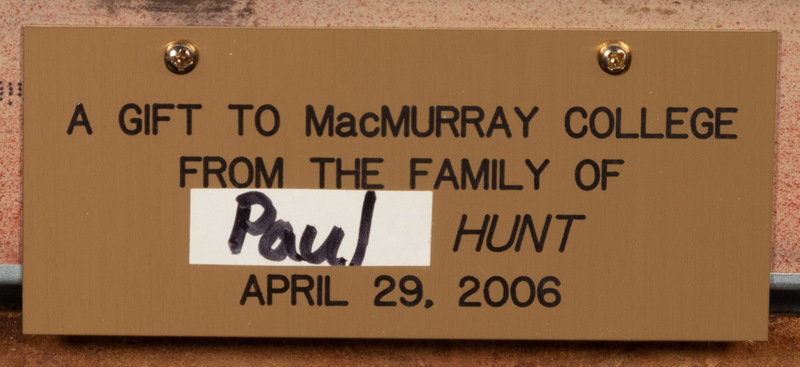 A GIFT TO MacMURRAY COLLEGE
FROM THE FAMILY OF
Paul HUNT
APRIL 29, 2006